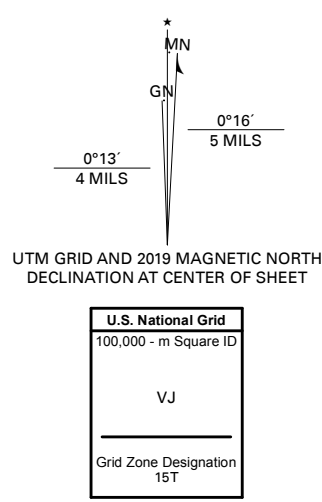 ★
MN
GN
0°16´
5 MILS
0°13´
4 MILS
UTM GRID AND 2019 MAGNETIC NORTH
DECLINATION AT CENTER OF SHEET
U.S. National Grid
100,000 - m Square ID
VJ
Grid Zone Designation
15T